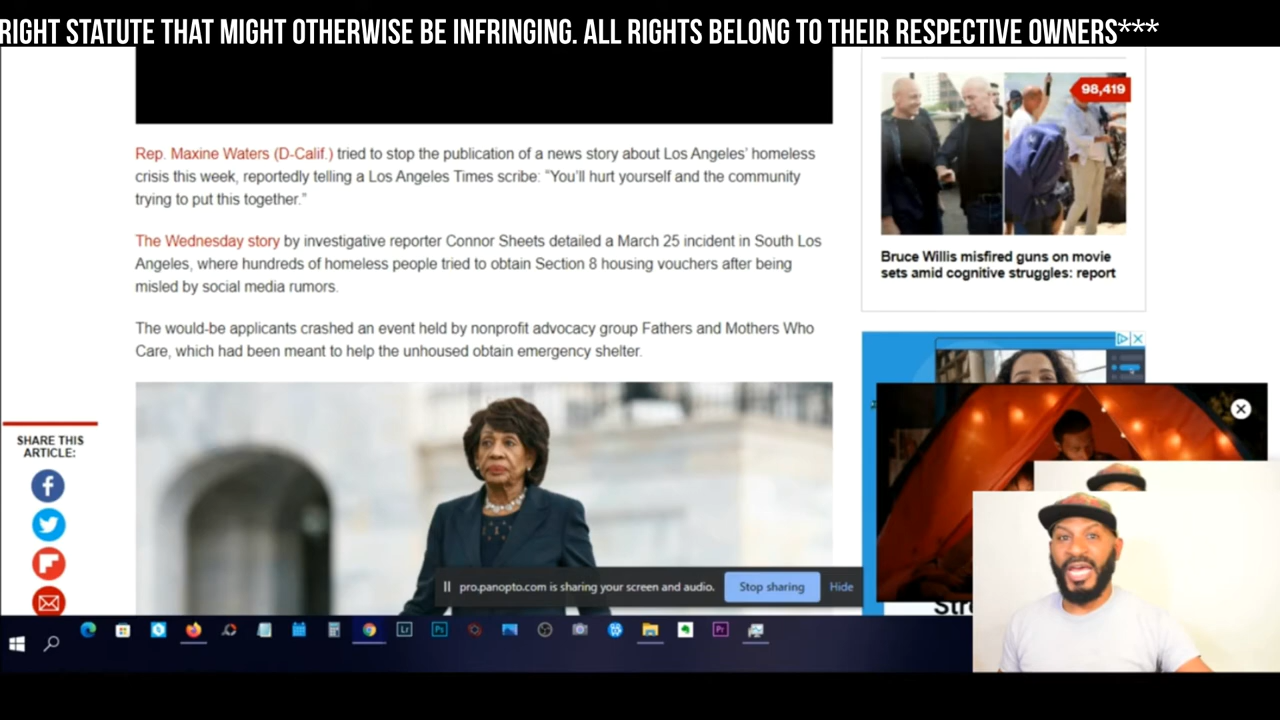 RIGHT STATUTE THAT MIGHT OTHERWISE BE INFRINGING. ALL RIGHTS BELONG TO THEIR RESPECTIVE OWNERS***
98,419
Rep. Maxine Waters (D-Calif.) tried to stop the publication of a news story about Los Angeles' homeless
crisis this week, reportedly telling a Los Angeles Times scribe: “You'll hurt yourself and the community
trying to put this together.”
The Wednesday story by investigative reporter Connor Sheets detailed a March 25 incident in South Los
Angeles, where hundreds of homeless people tried to obtain Section 8 housing vouchers after being
misled by social media rumors.
Bruce Willis misfired guns on movie
sets amid cognitive struggles: report
The would-be applicants crashed an event held by nonprofit advocacy group Fathers and Mothers Who
Care, which had been meant to help the unhoused obtain emergency shelter.
SHARE THIS
ARTICLE:
pro.panopto.com is sharing your screen and audio.
Stop sharing
Hide
Lr
Ps
Pr